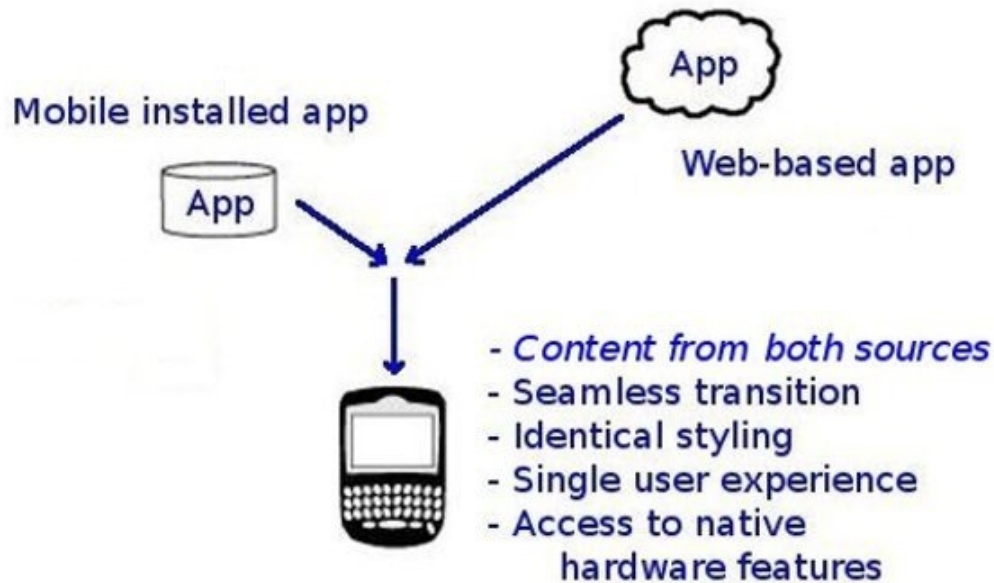 App
Mobile installed app
Web-based app
App
- Content from both sources
- Seamless transition
- Identical styling
- Single user experience
- Access to native
hardware features